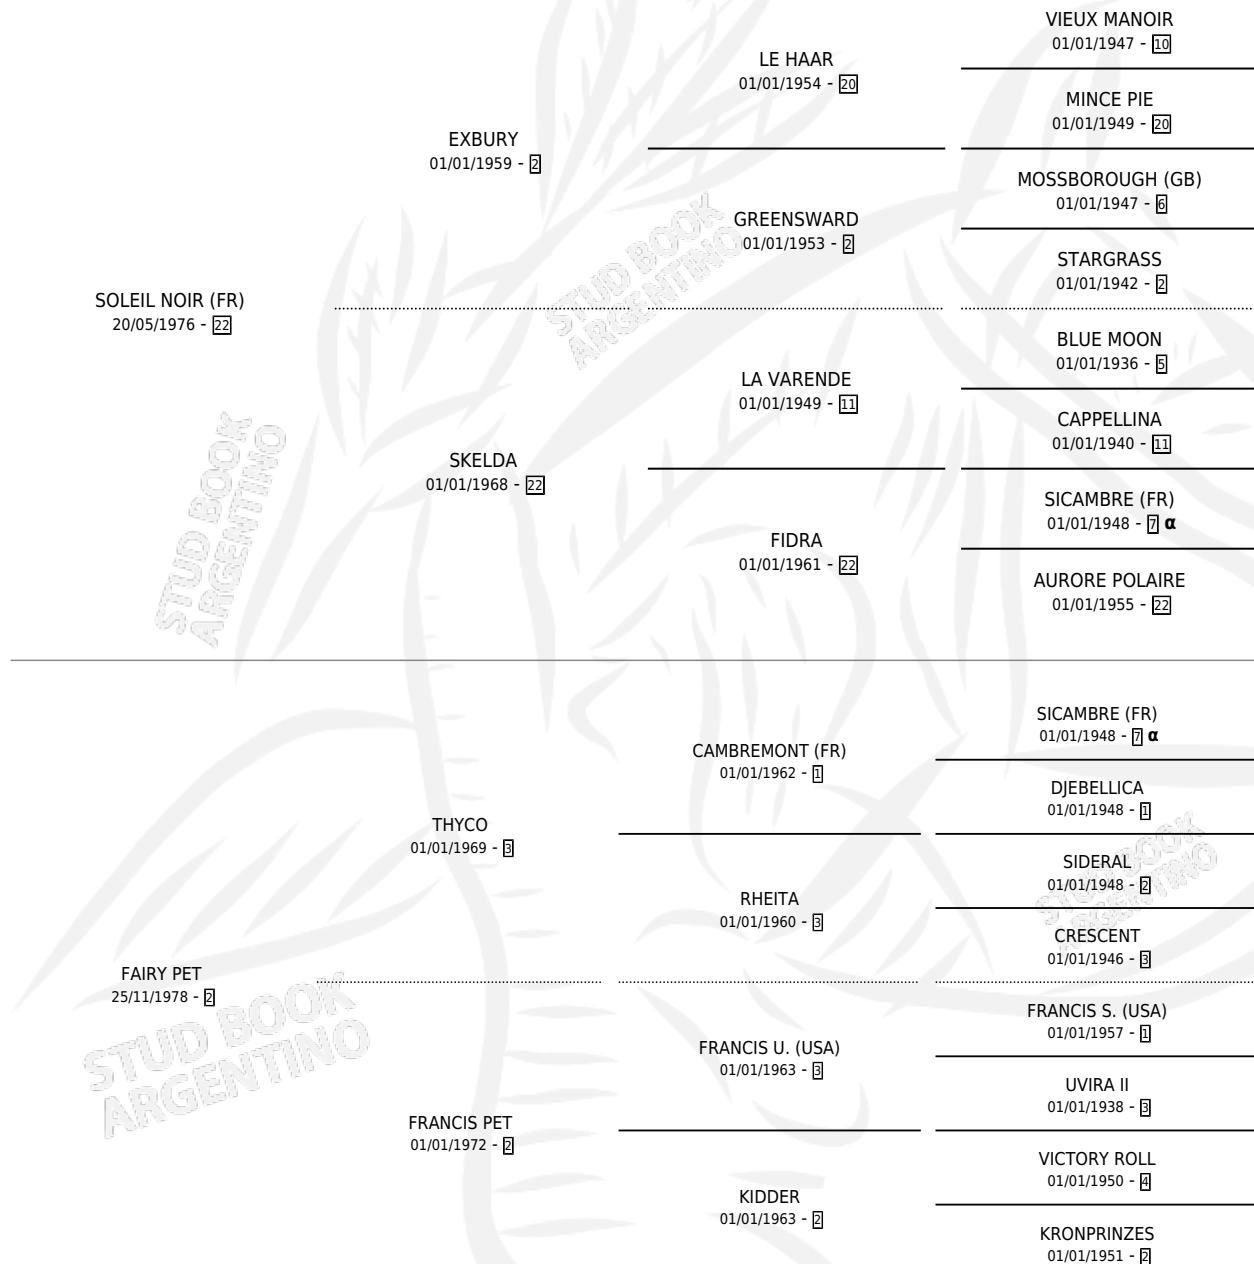 VIEUX MANOIR
01/01/1947 - 10
LE HAAR
01/01/1954 - 20
MINCE PIE
01/01/1949 - 20
EXBURY
01/01/1959 - 2
MOSSBOROUGH (GB)
01/01/1947 - 6
GREENSWARD
01/01/1953 - 2
STARGRASS
01/01/1942 - 2
SOLEIL NOIR (FR)
20/05/1976 - 22
BLUE MOON
01/01/1936 - 5
LA VARENDE
01/01/1949 - 11
CAPPELLINA
01/01/1940 - 11
SKELDA
01/01/1968 - 22
SICAMBRE (FR)
01/01/1948 - 7 α
FIDRA
01/01/1961 - 22
AURORE POLAIRE
01/01/1955 - 22
SICAMBRE (FR)
01/01/1948 - 7 α
CAMBREMONT (FR)
01/01/1962 - 1
DJEBELLICA
01/01/1948 - 1
THYCO
01/01/1969 - 3
SIDERAL
01/01/1948 - 2
RHEITA
01/01/1960 - 3
CRESCENT
01/01/1946 - 3
FAIRY PET
25/11/1978 - 2
FRANCIS S. (USA)
01/01/1957 - 1
FRANCIS U. (USA)
01/01/1963 - 3
UVIRA II
01/01/1938 - 3
FRANCIS PET
01/01/1972 - 2
VICTORY ROLL
01/01/1950 - 4
KIDDER
01/01/1963 - 2
KRONPRINZES
01/01/1951 - 2
STUD BOOK
ARGENTINO
STUD BOOK
ARGENTINO
STUD BOOK
ARGENTINO
STUD BOOK
ARGENTINO